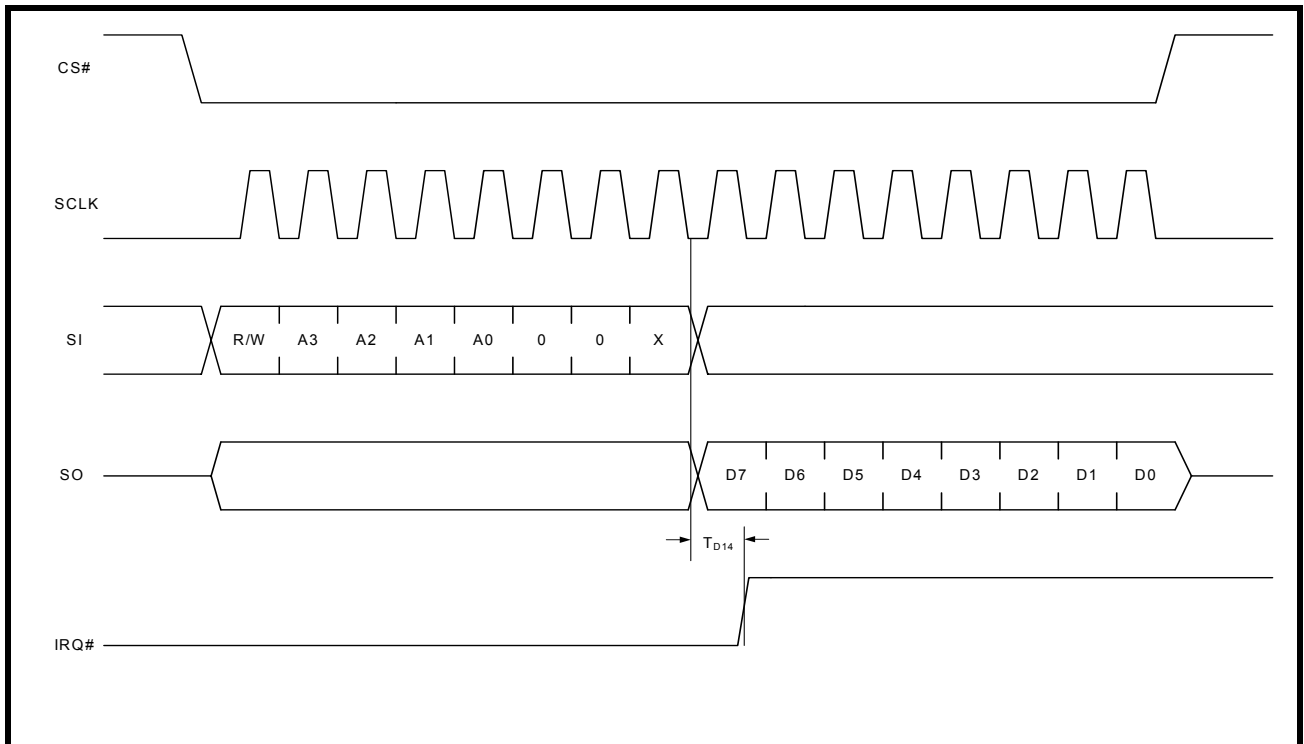 CS#
SCLK
SI R/W A3 A2 A1 A0 0 0 X
SO D7 D6 D5 D4 D3 D2 D1 D0
TD14
IRQ#